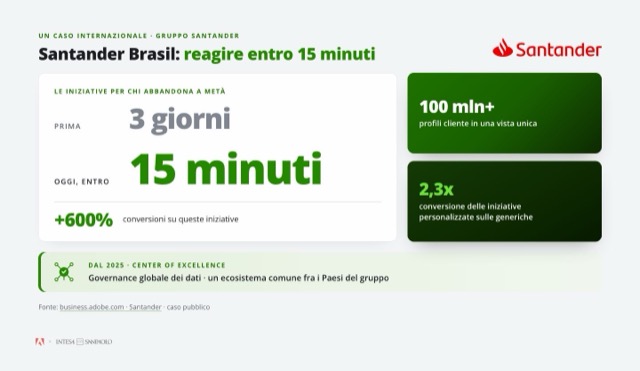 UN CASO INTERNAZIONALE · GRUPPO SANTANDER
Santander Brasil: reagire entro 15 minuti
Santander
LE INIZIATIVE PER CHI ABBANDONA A METÀ
PRIMA
3 giorni
OGGI, ENTRO
15 minuti
+600%
conversioni su queste iniziative
100 mln+
profili cliente in una vista unica
2,3x
conversione delle iniziative
personalizzate sulle generiche
DAL 2025 · CENTER OF EXCELLENCE
Governance globale dei dati · un ecosistema comune fra i Paesi del gruppo
Fonte: business.adobe.com · Santander · caso pubblico
INTESA SANPAOLO